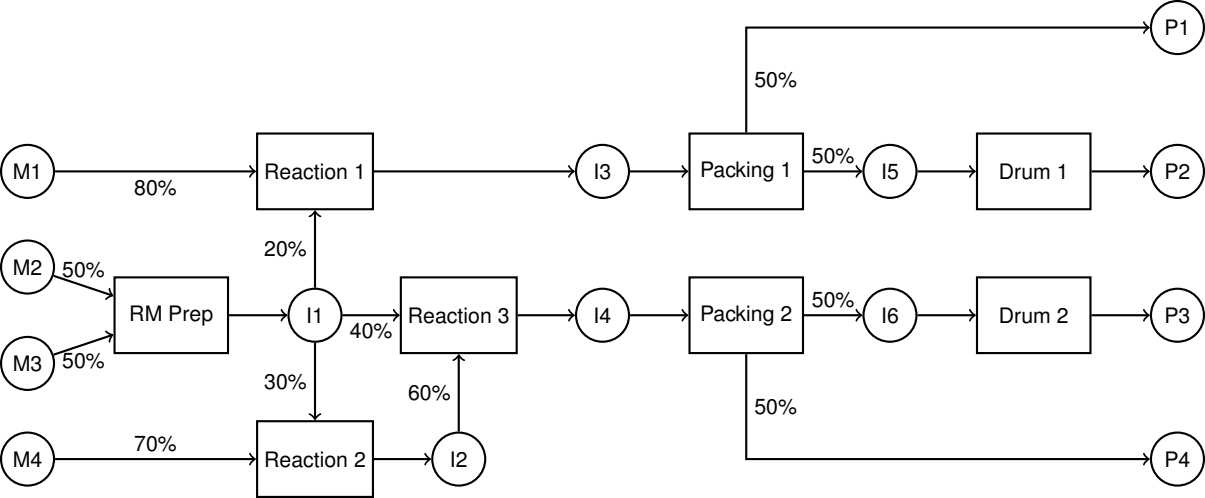 P1
50%
M1
80%
Reaction 1
I3
Packing 1
50%
I5
Drum 1
P2
20%
M2
50%
RM Prep
I1
40%
Reaction 3
I4
Packing 2
50%
I6
Drum 2
P3
M3
50%
30%
60%
50%
M4
70%
Reaction 2
I2
P4